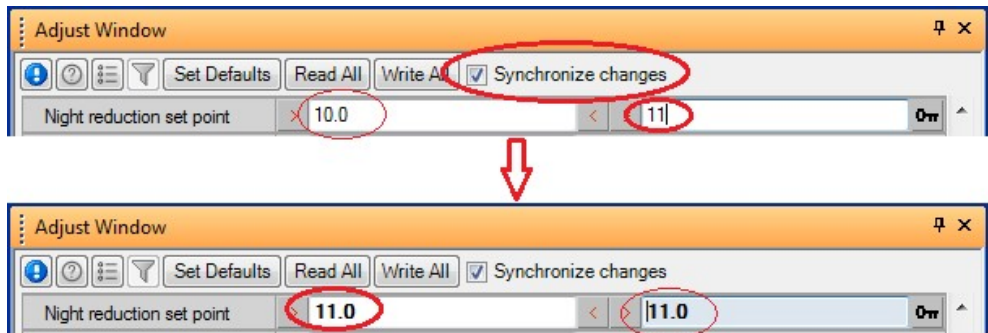 Adjust Window
Set Defaults Read All Write All Synchronize changes
Night reduction set point > 10.0 < > 11
Adjust Window
Set Defaults Read All Write All Synchronize changes
Night reduction set point > 11.0 < > 11.0